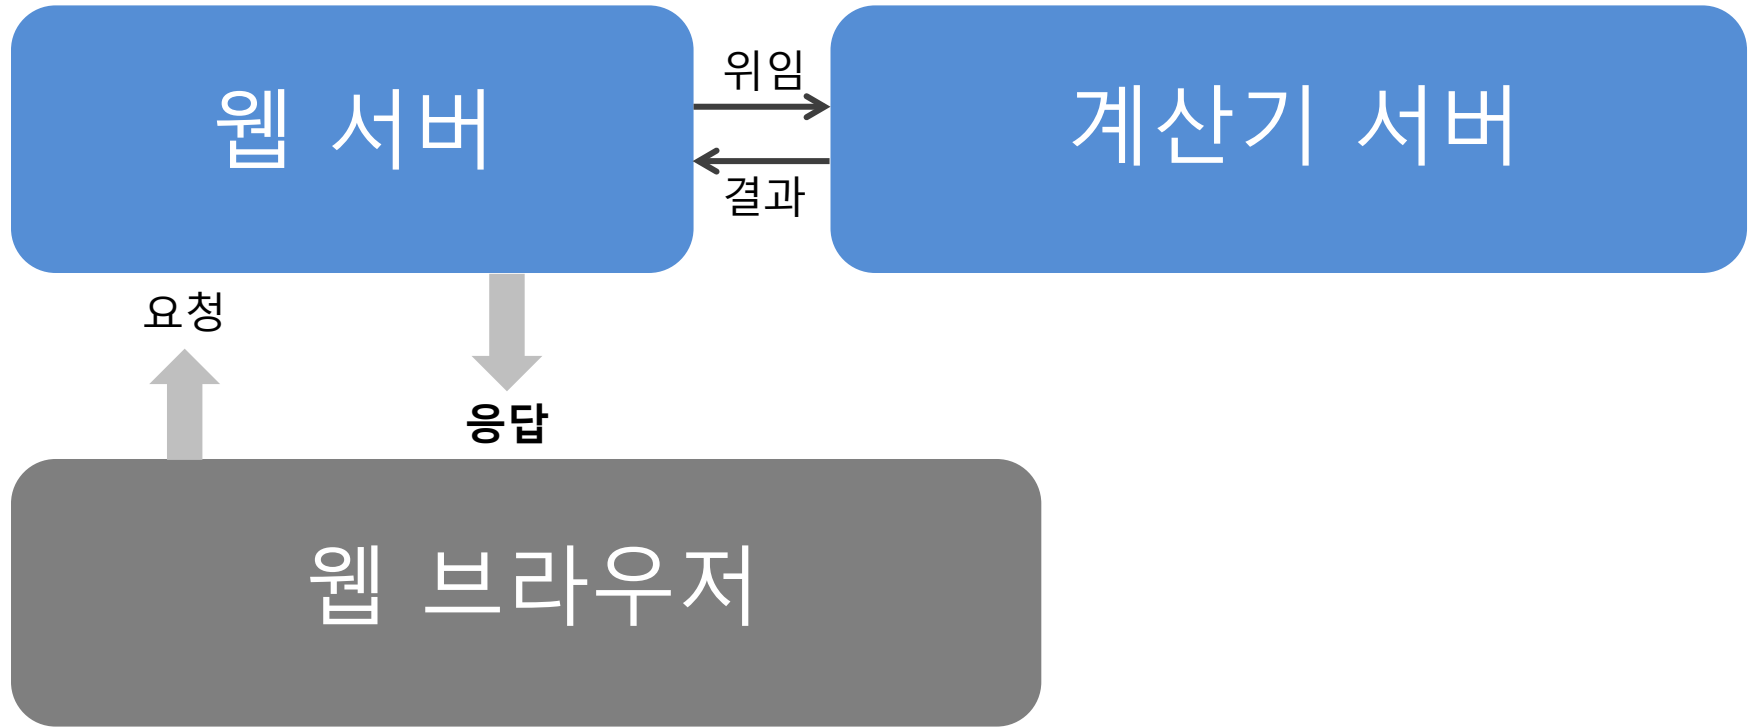 웹 서버
위임
결과
계산기 서버
요청
응답
웹 브라우저